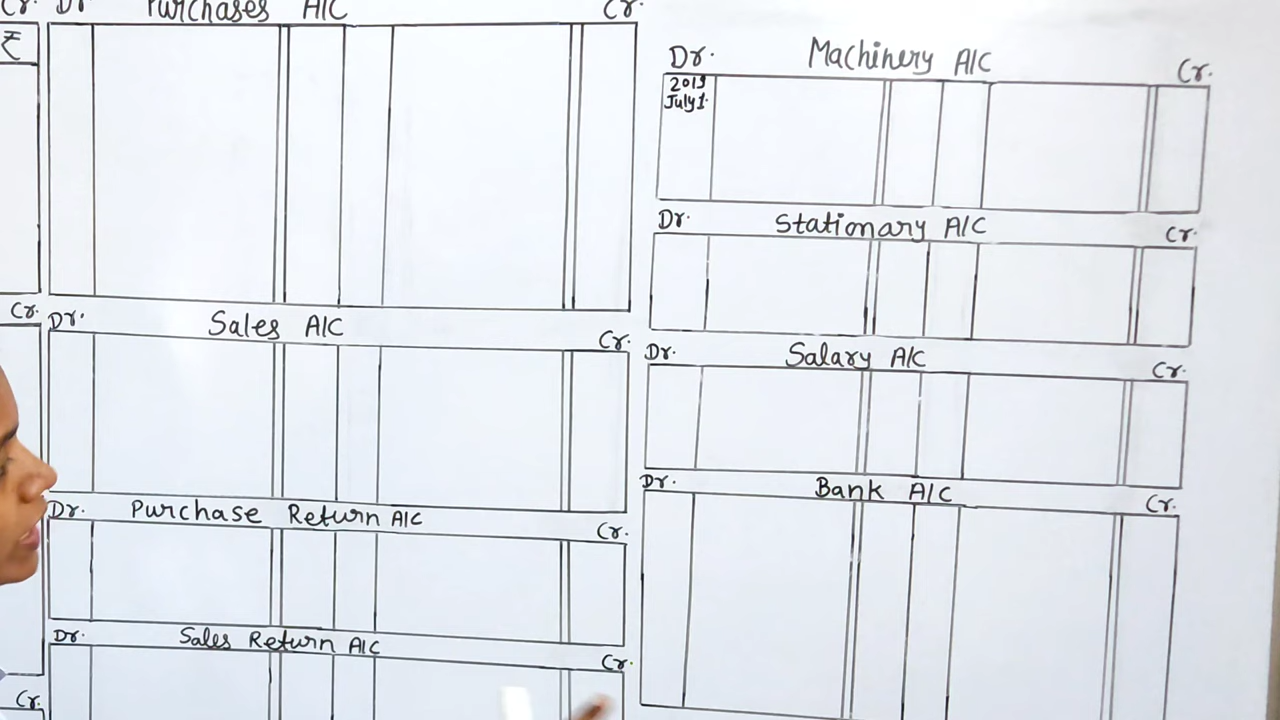 Cr.
₹
Dr. Purchases A/C Cr.
Cr.
Dr. Sales A/C Cr.
Dr. Purchase Return A/C Cr.
Dr. Sales Return A/C Cr.
Cr.
Dr. Machinery A/C Cr.
2019
July 1.
Dr. Stationary A/C Cr.
Dr. Salary A/C Cr.
Dr. Bank A/C Cr.